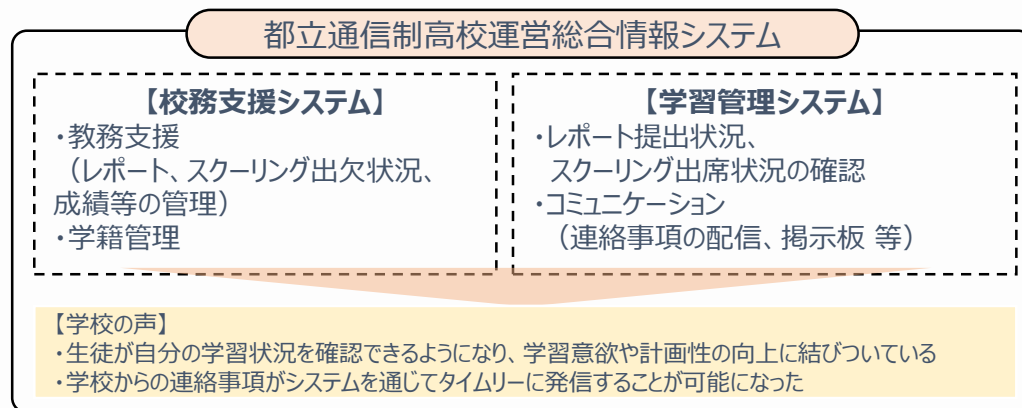 都立通信制高校運営総合情報システム
【校務支援システム】
・教務支援
（レポート、スクーリング出欠状況、
成績等の管理）
・学籍管理
【学習管理システム】
・レポート提出状況、
スクーリング出席状況の確認
・コミュニケーション
（連絡事項の配信、掲示板 等）
【学校の声】
・生徒が自分の学習状況を確認できるようになり、学習意欲や計画性の向上に結びついている
・学校からの連絡事項がシステムを通じてタイムリーに発信することが可能になった